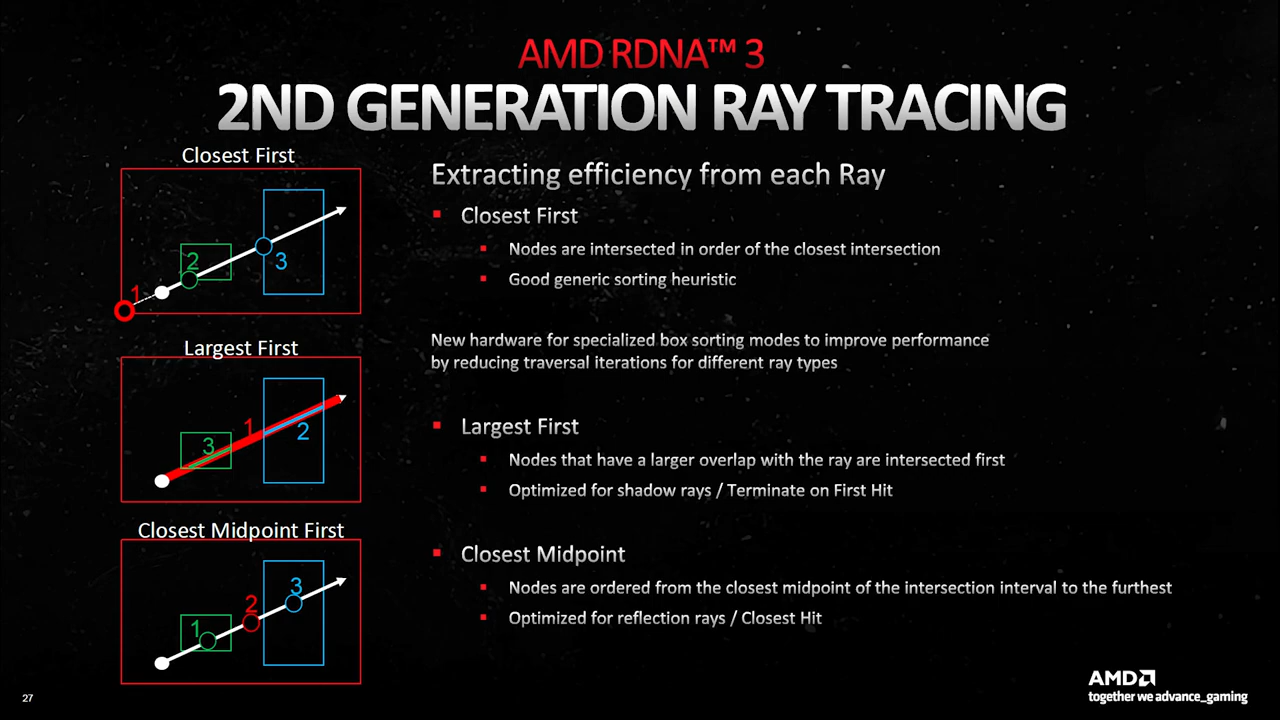 AMD RDNA™ 3
2ND GENERATION RAY TRACING
Closest First
1
2
3
Largest First
1
2
3
Closest Midpoint First
1
2
3
Extracting efficiency from each Ray
Closest First
Nodes are intersected in order of the closest intersection
Good generic sorting heuristic
New hardware for specialized box sorting modes to improve performance
by reducing traversal iterations for different ray types
Largest First
Nodes that have a larger overlap with the ray are intersected first
Optimized for shadow rays / Terminate on First Hit
Closest Midpoint
Nodes are ordered from the closest midpoint of the intersection interval to the furthest
Optimized for reflection rays / Closest Hit
27
AMD
together we advance_gaming